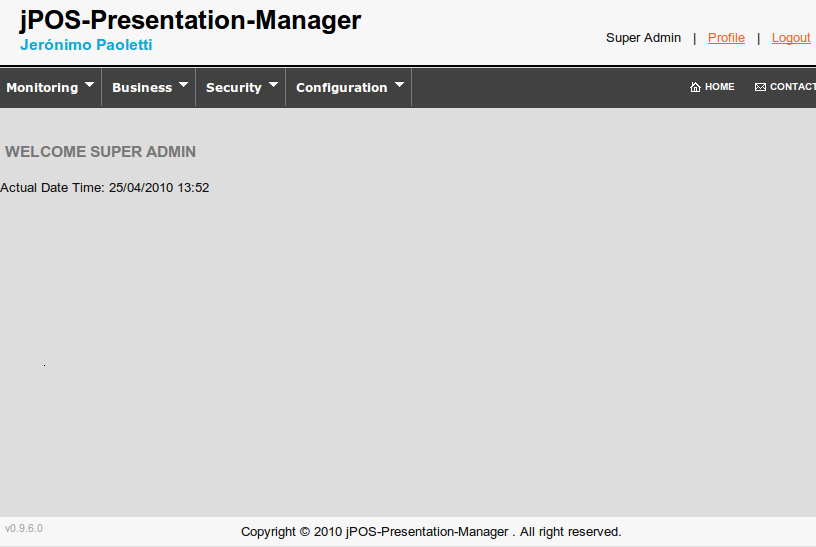 jPOS-Presentation-Manager
Jerónimo Paoletti
Super Admin | Profile | Logout
Monitoring Business Security Configuration HOME CONTACT
WELCOME SUPER ADMIN
Actual Date Time: 25/04/2010 13:52
v0.9.6.0
Copyright © 2010 jPOS-Presentation-Manager . All right reserved.